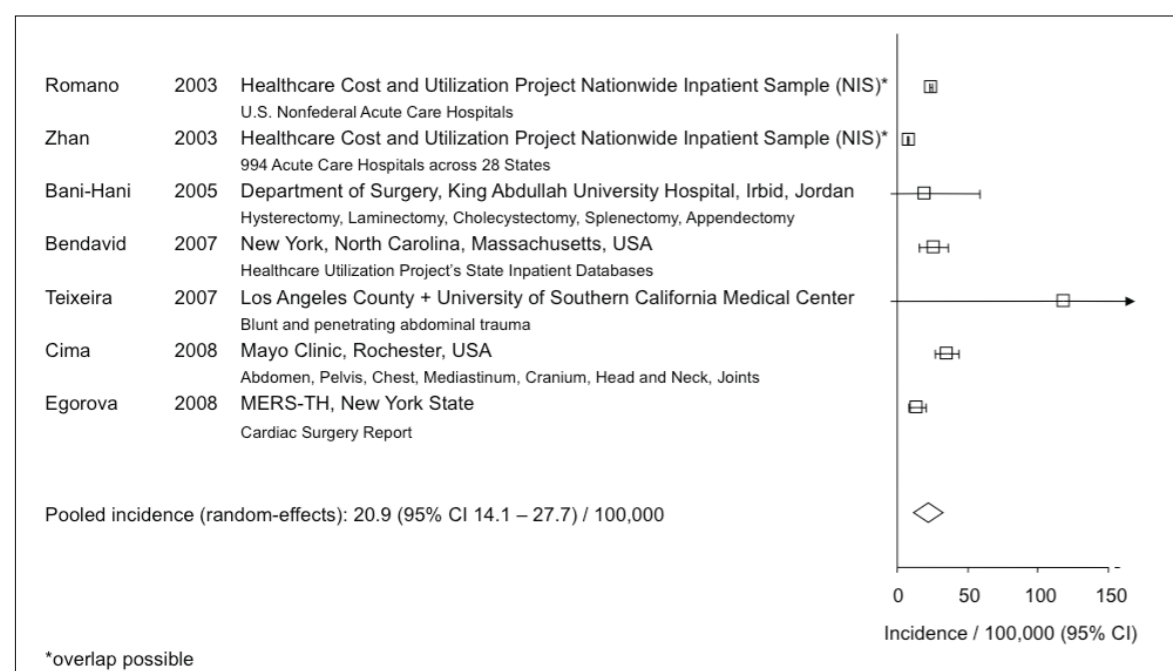 Romano 2003 Healthcare Cost and Utilization Project Nationwide Inpatient Sample (NIS)*
U.S. Nonfederal Acute Care Hospitals
Zhan 2003 Healthcare Cost and Utilization Project Nationwide Inpatient Sample (NIS)*
994 Acute Care Hospitals across 28 States
Bani-Hani 2005 Department of Surgery, King Abdullah University Hospital, Irbid, Jordan
Hysterectomy, Laminectomy, Cholecystectomy, Splenectomy, Appendectomy
Bendavid 2007 New York, North Carolina, Massachusetts, USA
Healthcare Utilization Project's State Inpatient Databases
Teixeira 2007 Los Angeles County + University of Southern California Medical Center
Blunt and penetrating abdominal trauma
Cima 2008 Mayo Clinic, Rochester, USA
Abdomen, Pelvis, Chest, Mediastinum, Cranium, Head and Neck, Joints
Egorova 2008 MERS-TH, New York State
Cardiac Surgery Report
Pooled incidence (random-effects): 20.9 (95% CI 14.1 – 27.7) / 100,000
0 50 100 150
Incidence / 100,000 (95% CI)
*overlap possible